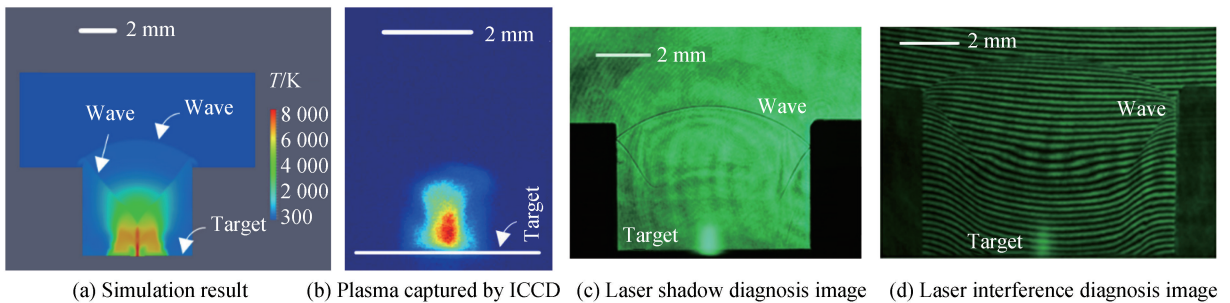 2 mm
T/K
8 000
6 000
4 000
2 000
300
Wave
Wave
Target
(a) Simulation result
2 mm
Target
(b) Plasma captured by ICCD
2 mm
Wave
Target
(c) Laser shadow diagnosis image
2 mm
Wave
Target
(d) Laser interference diagnosis image